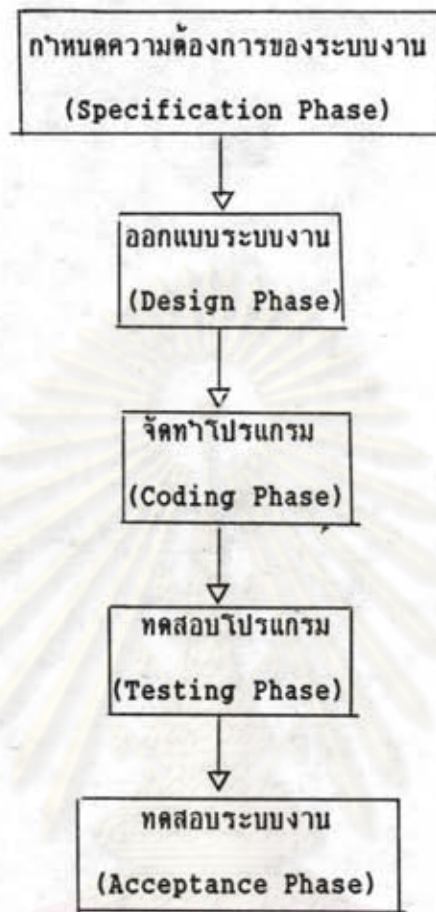 กำหนดความต้องการของระบบงาน
(Specification Phase)
ออกแบบระบบงาน
(Design Phase)
จัดทำโปรแกรม
(Coding Phase)
ทดสอบโปรแกรม
(Testing Phase)
ทดสอบระบบงาน
(Acceptance Phase)